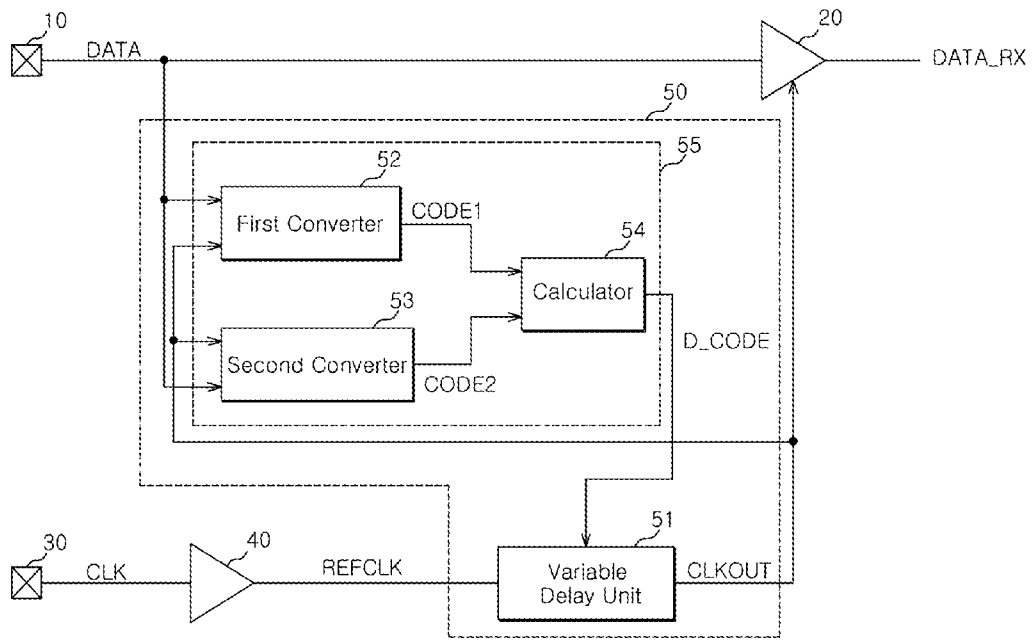 10
DATA
20
DATA_RX
50
55
52
First Converter
CODE1
54
Calculator
53
Second Converter
CODE2
D_CODE
30
CLK
40
REFCLK
51
Variable
Delay Unit
CLKOUT